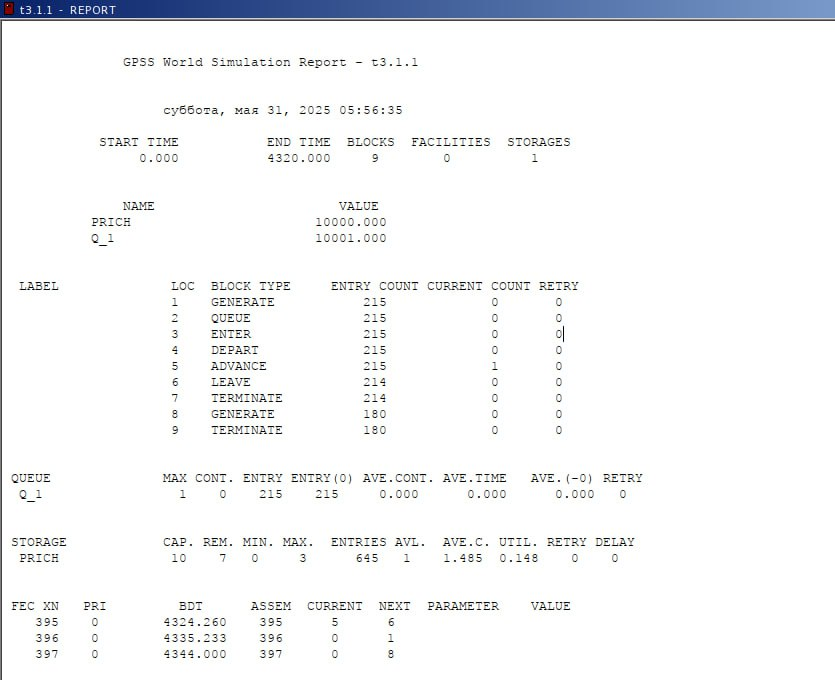 t3.1.1 - REPORT
GPSS World Simulation Report - t3.1.1
суббота, мая 31, 2025 05:56:35
START TIME END TIME BLOCKS FACILITIES STORAGES
0.000 4320.000 9 0 1
NAME VALUE
PRICH 10000.000
Q_1 10001.000
LABEL LOC BLOCK TYPE ENTRY COUNT CURRENT COUNT RETRY
1 GENERATE 215 0 0
2 QUEUE 215 0 0
3 ENTER 215 0 0
4 DEPART 215 0 0
5 ADVANCE 215 1 0
6 LEAVE 214 0 0
7 TERMINATE 214 0 0
8 GENERATE 180 0 0
9 TERMINATE 180 0 0
QUEUE MAX CONT. ENTRY ENTRY(0) AVE.CONT. AVE.TIME AVE.(-0) RETRY
Q_1 1 0 215 215 0.000 0.000 0.000 0
STORAGE CAP. REM. MIN. MAX. ENTRIES AVL. AVE.C. UTIL. RETRY DELAY
PRICH 10 7 0 3 645 1 1.485 0.148 0 0
FEC XN PRI BDT ASSEM CURRENT NEXT PARAMETER VALUE
395 0 4324.260 395 5 6
396 0 4335.233 396 0 1
397 0 4344.000 397 0 8